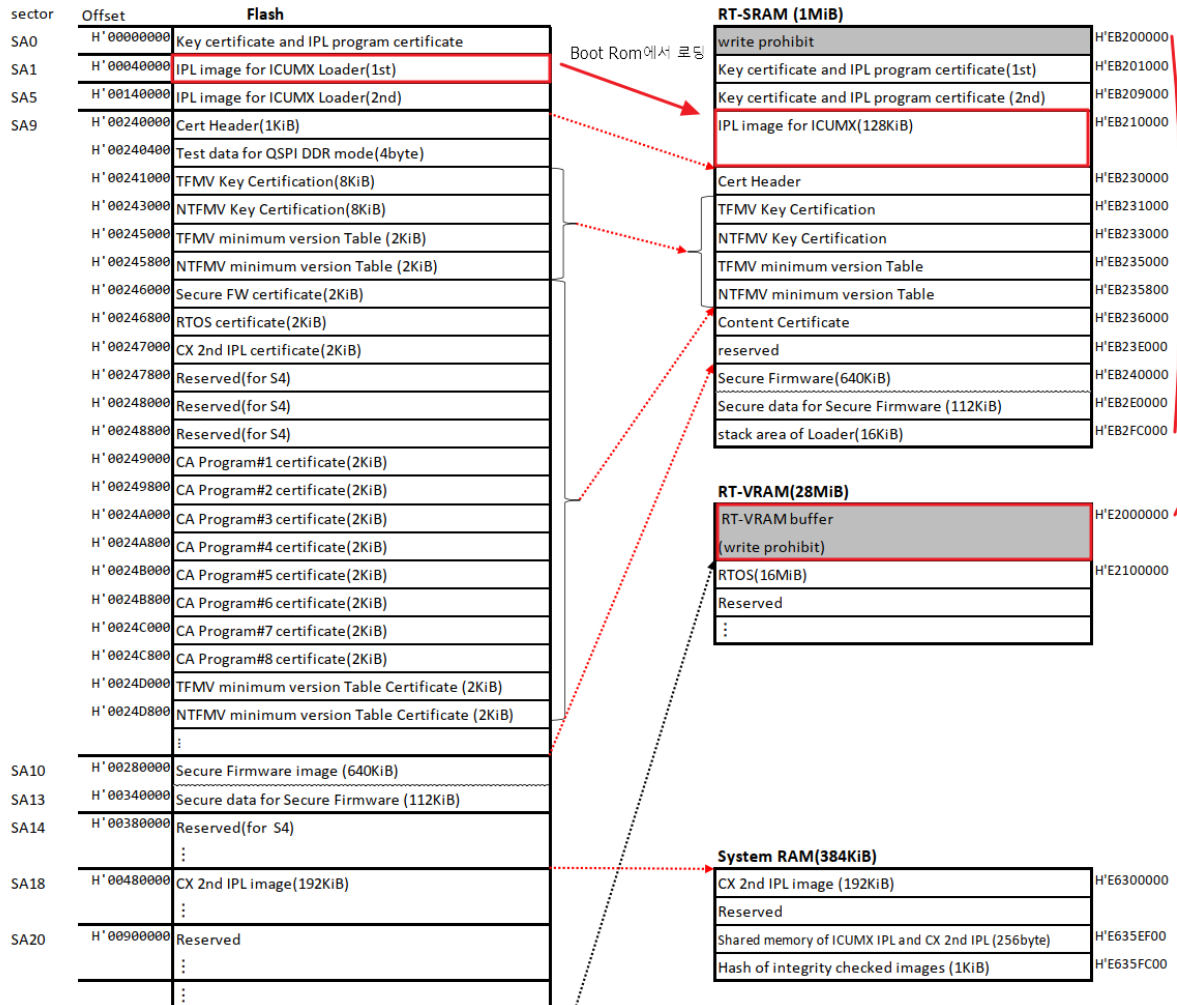 sector Offset Flash
SA0 H'00000000 Key certificate and IPL program certificate
SA1 H'00040000 IPL image for ICUMX Loader(1st)
SA5 H'00140000 IPL image for ICUMX Loader(2nd)
SA9 H'00240000 Cert Header(1KiB)
H'00240400 Test data for QSPI DDR mode(4byte)
H'00241000 TFMV Key Certification(8KiB)
H'00243000 NTFMV Key Certification(8KiB)
H'00245000 TFMV minimum version Table (2KiB)
H'00245800 NTFMV minimum version Table (2KiB)
H'00246000 Secure FW certificate(2KiB)
H'00246800 RTOS certificate(2KiB)
H'00247000 CX 2nd IPL certificate(2KiB)
H'00247800 Reserved(for S4)
H'00248000 Reserved(for S4)
H'00248800 Reserved(for S4)
H'00249000 CA Program#1 certificate(2KiB)
H'00249800 CA Program#2 certificate(2KiB)
H'0024A000 CA Program#3 certificate(2KiB)
H'0024A800 CA Program#4 certificate(2KiB)
H'0024B000 CA Program#5 certificate(2KiB)
H'0024B800 CA Program#6 certificate(2KiB)
H'0024C000 CA Program#7 certificate(2KiB)
H'0024C800 CA Program#8 certificate(2KiB)
H'0024D000 TFMV minimum version Table Certificate (2KiB)
H'0024D800 NTFMV minimum version Table Certificate (2KiB)
⋮
SA10 H'00280000 Secure Firmware image (640KiB)
SA13 H'00340000 Secure data for Secure Firmware (112KiB)
SA14 H'00380000 Reserved(for S4)
⋮
SA18 H'00480000 CX 2nd IPL image(192KiB)
⋮
SA20 H'00900000 Reserved
⋮
⋮
Boot Rom에서 로딩
RT-SRAM (1MiB)
write prohibit H'EB200000
Key certificate and IPL program certificate(1st) H'EB201000
Key certificate and IPL program certificate (2nd) H'EB209000
IPL image for ICUMX(128KiB) H'EB210000
Cert Header H'EB230000
TFMV Key Certification H'EB231000
NTFMV Key Certification H'EB233000
TFMV minimum version Table H'EB235000
NTFMV minimum version Table H'EB235800
Content Certificate H'EB236000
reserved H'EB23E000
Secure Firmware(640KiB) H'EB240000
Secure data for Secure Firmware (112KiB) H'EB2E0000
stack area of Loader(16KiB) H'EB2FC000
RT-VRAM(28MiB)
RT-VRAM buffer H'E2000000
(write prohibit)
RTOS(16MiB) H'E2100000
Reserved
⋮
System RAM(384KiB)
CX 2nd IPL image (192KiB) H'E6300000
Reserved
Shared memory of ICUMX IPL and CX 2nd IPL (256byte) H'E635EF00
Hash of integrity checked images (1KiB) H'E635FC00